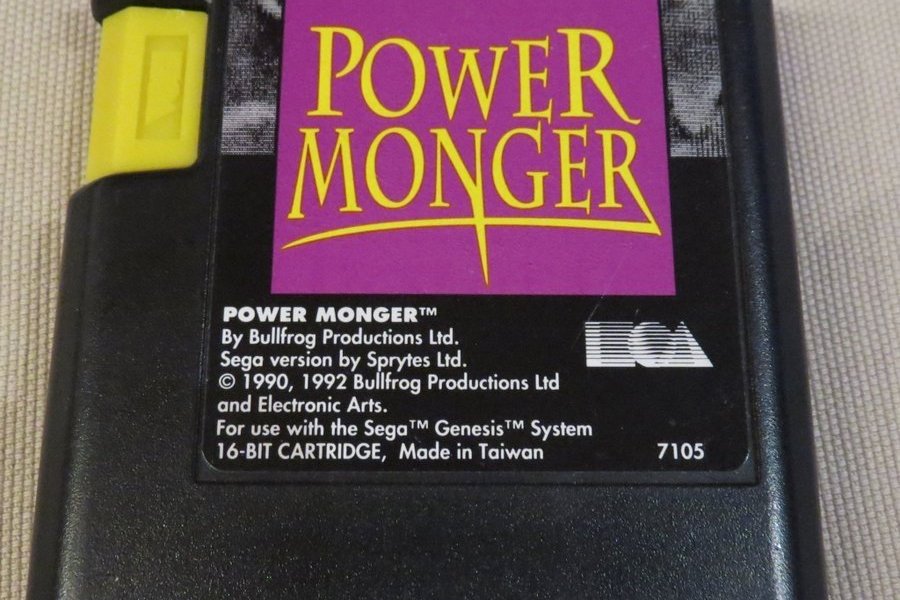 POWER
MONGER
POWER MONGER™
By Bullfrog Productions Ltd.
Sega version by Sprytes Ltd.
© 1990, 1992 Bullfrog Productions Ltd
and Electronic Arts.
For use with the Sega™ Genesis™ System
16-BIT CARTRIDGE, Made in Taiwan 7105
EOA